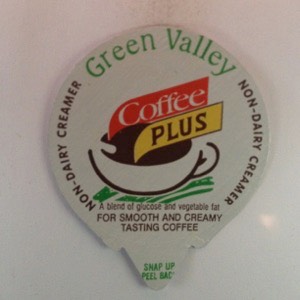 Green Valley
NON-DAIRY CREAMER
NON-DAIRY CREAMER
Coffee
PLUS
A blend of glucose and vegetable fat
FOR SMOOTH AND CREAMY
TASTING COFFEE
SNAP UP
PEEL BACK